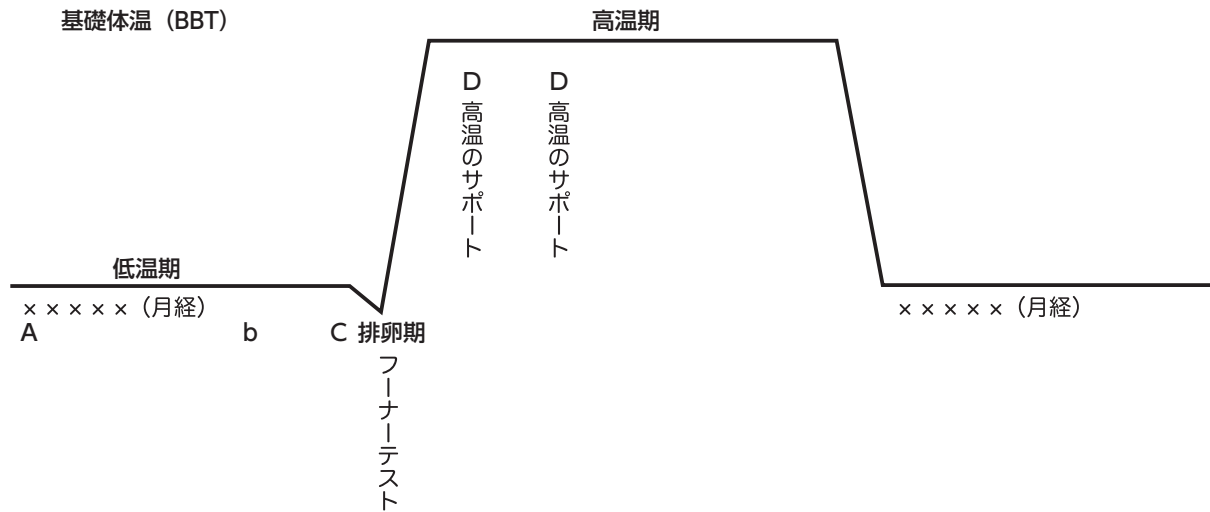 基礎体温（BBT）
高温期
D 高温のサポート
D 高温のサポート
低温期
×××××（月経）
×××××（月経）
A
b
C 排卵期
フーナーテスト